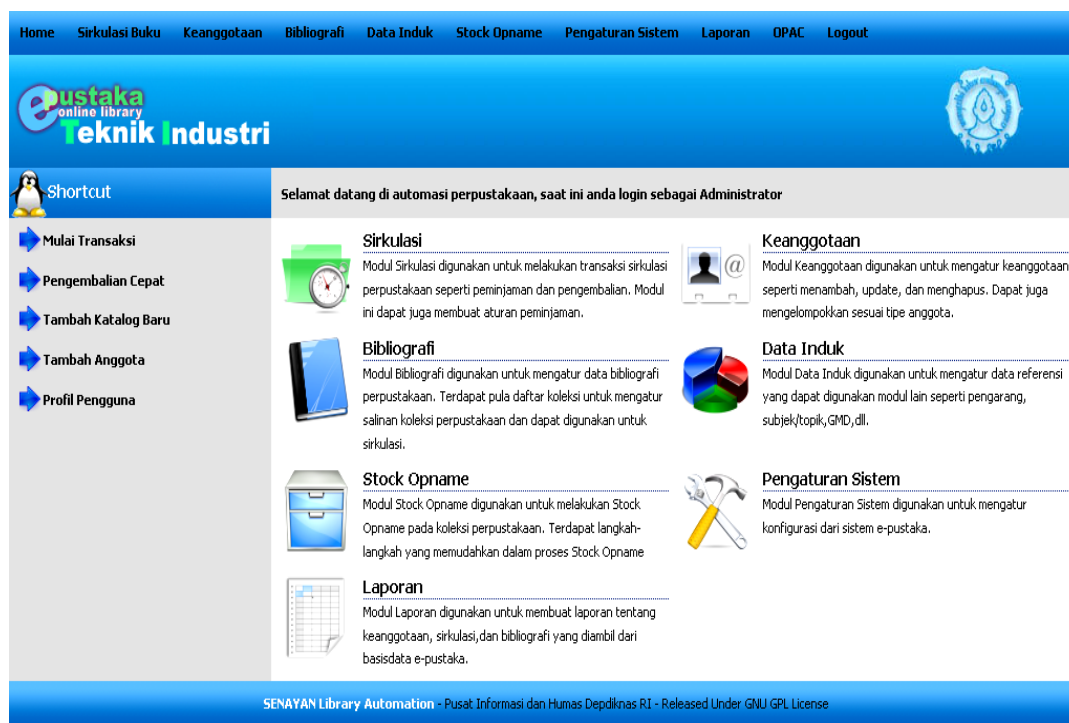 Home Sirkulasi Buku Keanggotaan Bibliografi Data Induk Stock Opname Pengaturan Sistem Laporan OPAC Logout
epustaka
online library
Teknik Industri
Shortcut
Selamat datang di automasi perpustakaan, saat ini anda login sebagai Administrator
Mulai Transaksi
Pengembalian Cepat
Tambah Katalog Baru
Tambah Anggota
Profil Pengguna
Sirkulasi
Modul Sirkulasi digunakan untuk melakukan transaksi sirkulasi
perpustakaan seperti peminjaman dan pengembalian. Modul
ini dapat juga membuat aturan peminjaman.
@
Keanggotaan
Modul Keanggotaan digunakan untuk mengatur keanggotaan
seperti menambah, update, dan menghapus. Dapat juga
mengelompokkan sesuai tipe anggota.
Bibliografi
Modul Bibliografi digunakan untuk mengatur data bibliografi
perpustakaan. Terdapat pula daftar koleksi untuk mengatur
salinan koleksi perpustakaan dan dapat digunakan untuk
sirkulasi.
Data Induk
Modul Data Induk digunakan untuk mengatur data referensi
yang dapat digunakan modul lain seperti pengarang,
subjek/topik,GMD,dll.
Stock Opname
Modul Stock Opname digunakan untuk melakukan Stock
Opname pada koleksi perpustakaan. Terdapat langkah-
langkah yang memudahkan dalam proses Stock Opname
Pengaturan Sistem
Modul Pengaturan Sistem digunakan untuk mengatur
konfigurasi dari sistem e-pustaka.
Laporan
Modul Laporan digunakan untuk membuat laporan tentang
keanggotaan, sirkulasi,dan bibliografi yang diambil dari
basisdata e-pustaka.
SENAYAN Library Automation - Pusat Informasi dan Humas Depdiknas RI - Released Under GNU GPL License